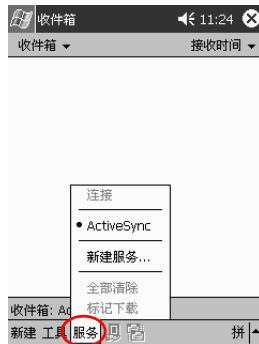 收件箱 11:24
收件箱 接收时间
连接
ActiveSync
新建服务...
全部清除
标记下载
收件箱: Ac
新建 工具 服务 拼